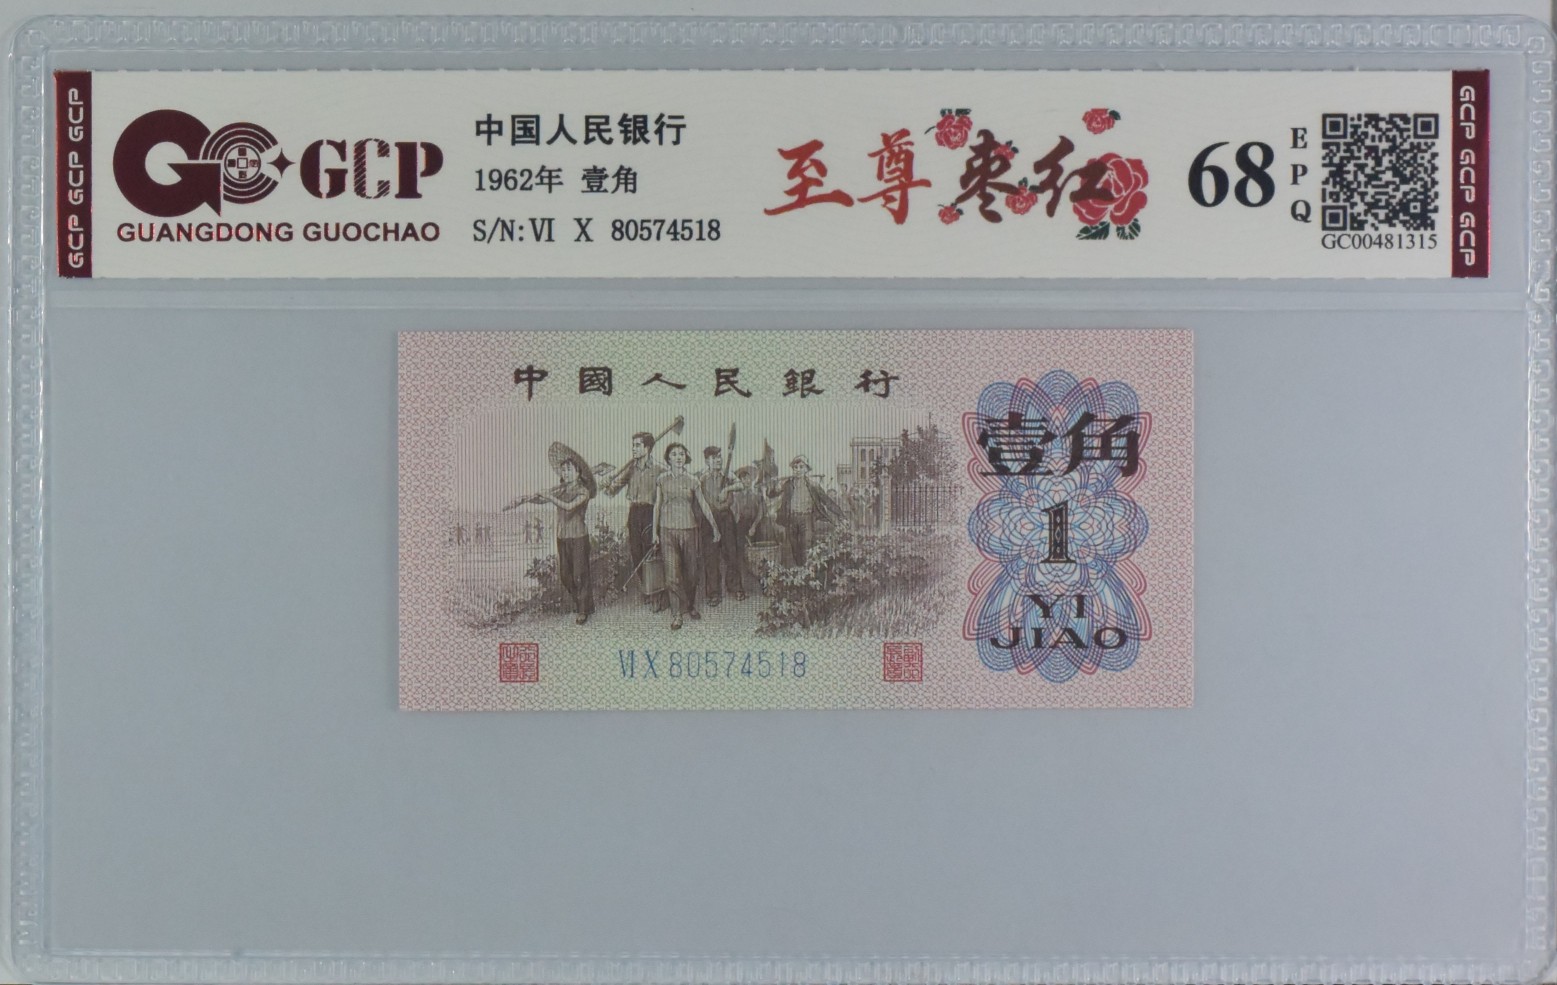 GCP
GUANGDONG GUOCHAO
中国人民银行
1962年 壹角
S/N:VI X 80574518
至尊枣红
68
EPQ
GC00481315
GCP GCP GCP
GCP GCP GCP
中國人民銀行
壹角
1
YI
JIAO
VI X 80574518